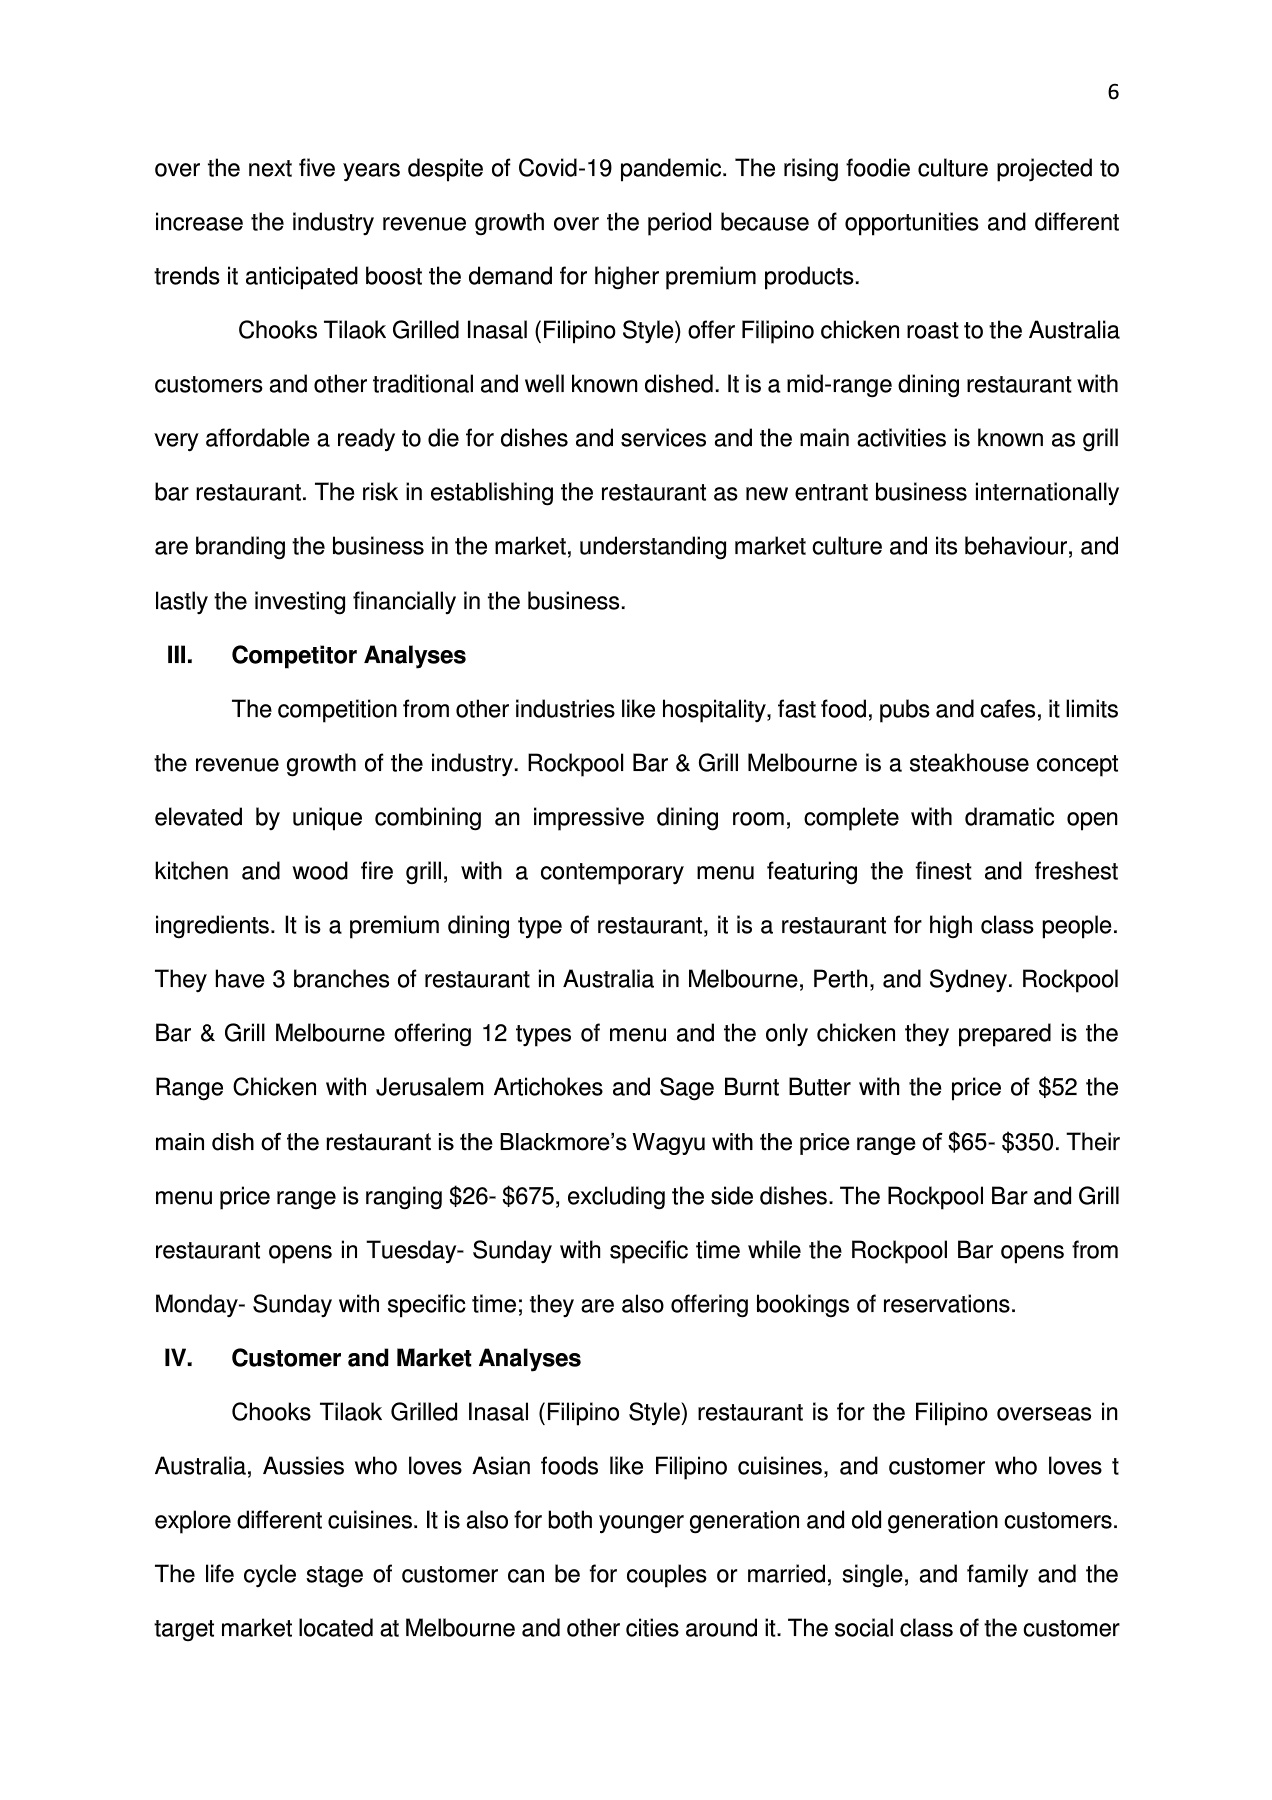 6
over the next five years despite of Covid-19 pandemic. The rising foodie culture projected to
increase the industry revenue growth over the period because of opportunities and different
trends it anticipated boost the demand for higher premium products.
Chooks Tilaok Grilled Inasal (Filipino Style) offer Filipino chicken roast to the Australia
customers and other traditional and well known dished. It is a mid-range dining restaurant with
very affordable a ready to die for dishes and services and the main activities is known as grill
bar restaurant. The risk in establishing the restaurant as new entrant business internationally
are branding the business in the market, understanding market culture and its behaviour, and
lastly the investing financially in the business.
III. Competitor Analyses
The competition from other industries like hospitality, fast food, pubs and cafes, it limits
the revenue growth of the industry. Rockpool Bar & Grill Melbourne is a steakhouse concept
elevated by unique combining an impressive dining room, complete with dramatic open
kitchen and wood fire grill, with a contemporary menu featuring the finest and freshest
ingredients. It is a premium dining type of restaurant, it is a restaurant for high class people.
They have 3 branches of restaurant in Australia in Melbourne, Perth, and Sydney. Rockpool
Bar & Grill Melbourne offering 12 types of menu and the only chicken they prepared is the
Range Chicken with Jerusalem Artichokes and Sage Burnt Butter with the price of $52 the
main dish of the restaurant is the Blackmore’s Wagyu with the price range of $65- $350. Their
menu price range is ranging $26- $675, excluding the side dishes. The Rockpool Bar and Grill
restaurant opens in Tuesday- Sunday with specific time while the Rockpool Bar opens from
Monday- Sunday with specific time; they are also offering bookings of reservations.
IV. Customer and Market Analyses
Chooks Tilaok Grilled Inasal (Filipino Style) restaurant is for the Filipino overseas in
Australia, Aussies who loves Asian foods like Filipino cuisines, and customer who loves t
explore different cuisines. It is also for both younger generation and old generation customers.
The life cycle stage of customer can be for couples or married, single, and family and the
target market located at Melbourne and other cities around it. The social class of the customer